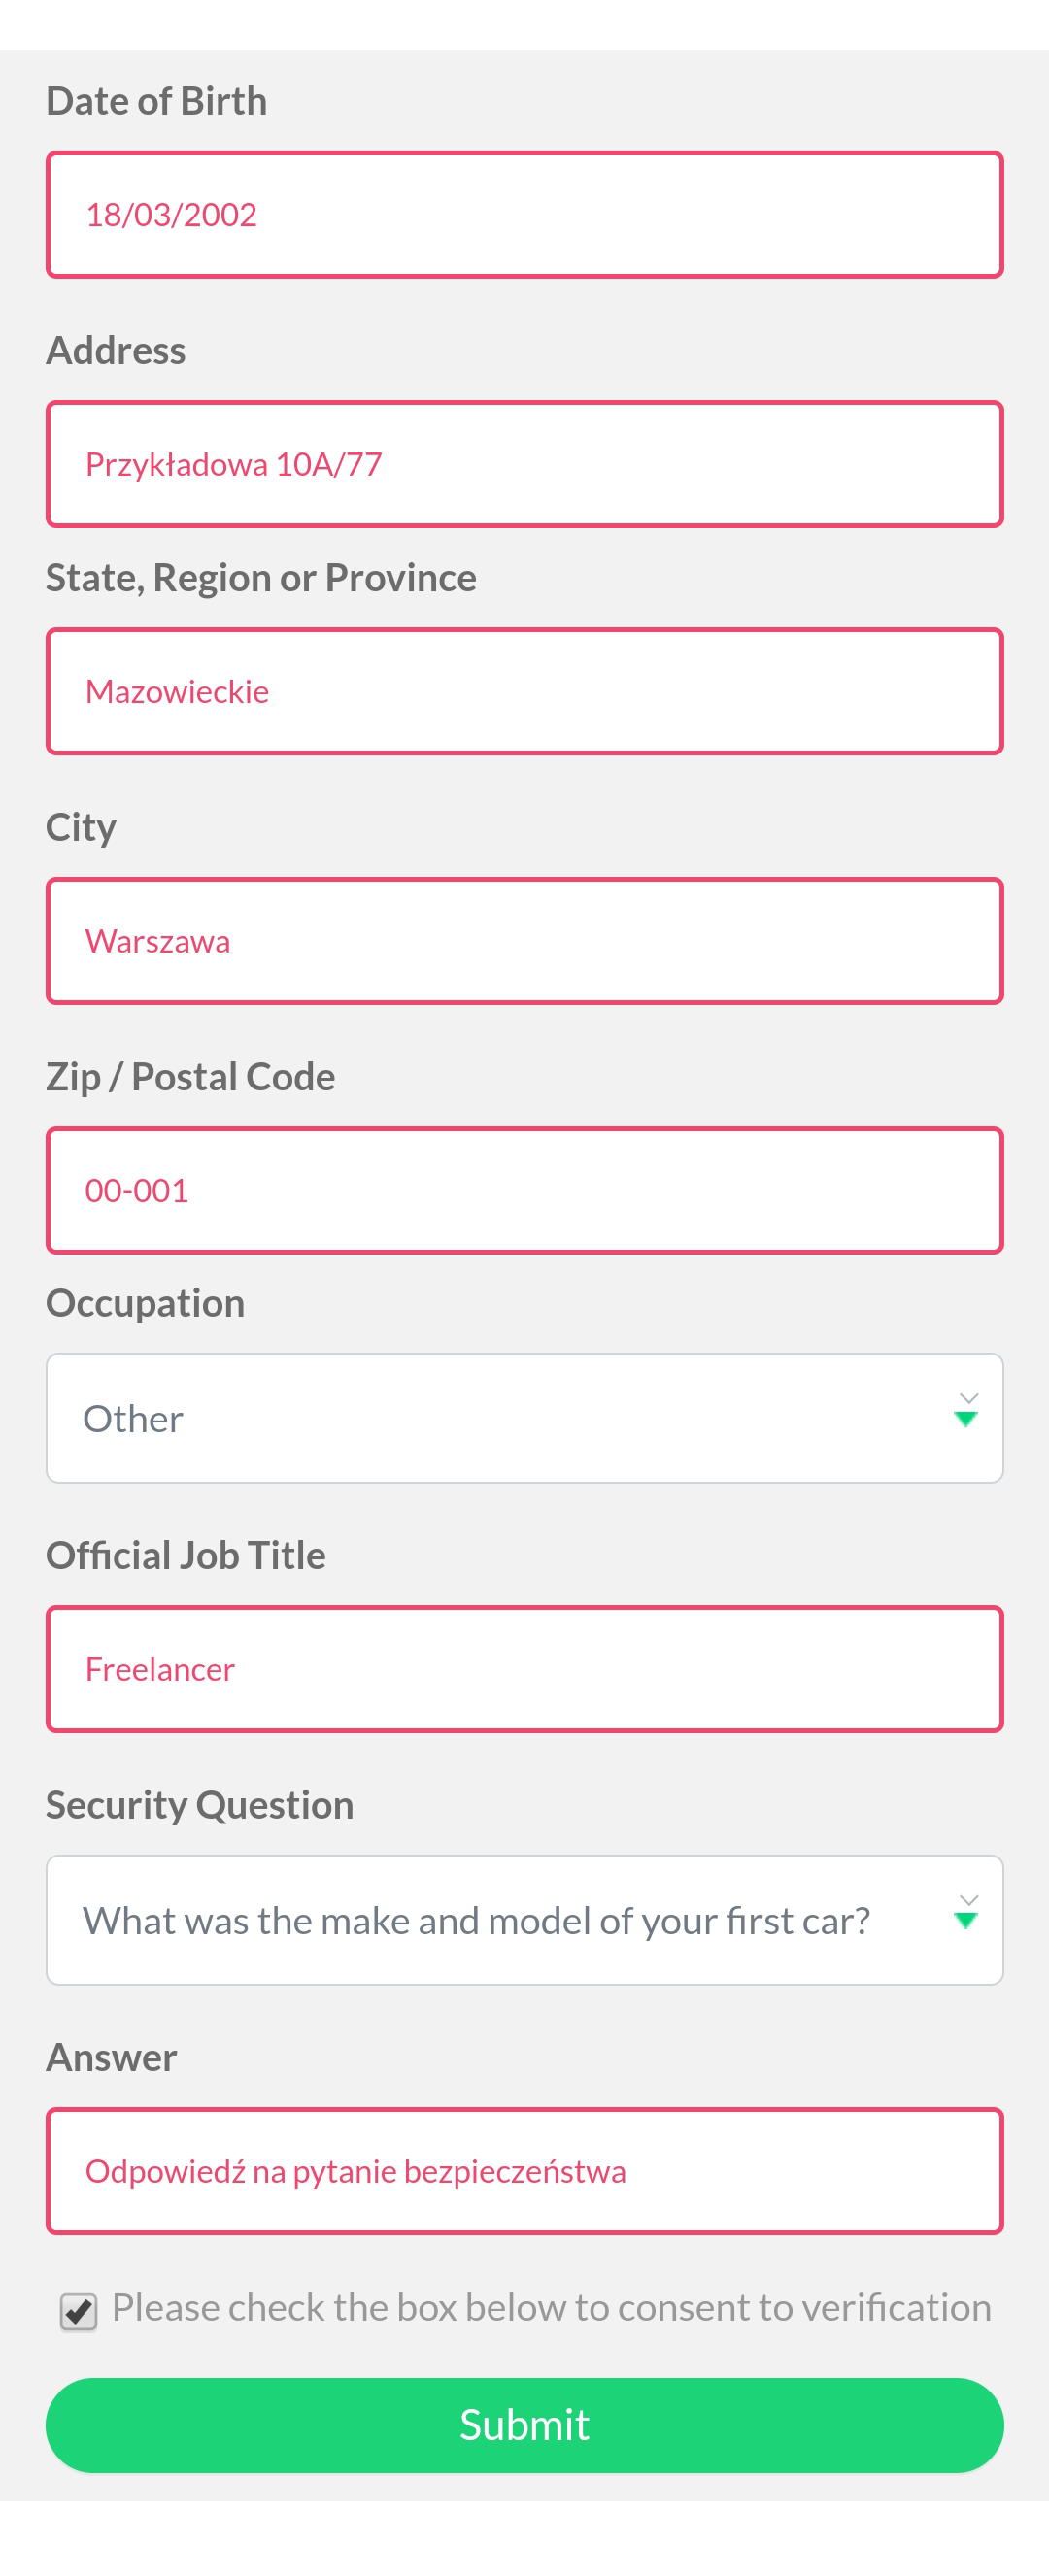 Date of Birth
18/03/2002
Address
Przykładowa 10A/77
State, Region or Province
Mazowieckie
City
Warszawa
Zip / Postal Code
00-001
Occupation
Other
Official Job Title
Freelancer
Security Question
What was the make and model of your first car?
Answer
Odpowiedź na pytanie bezpieczeństwa
Please check the box below to consent to verification
Submit